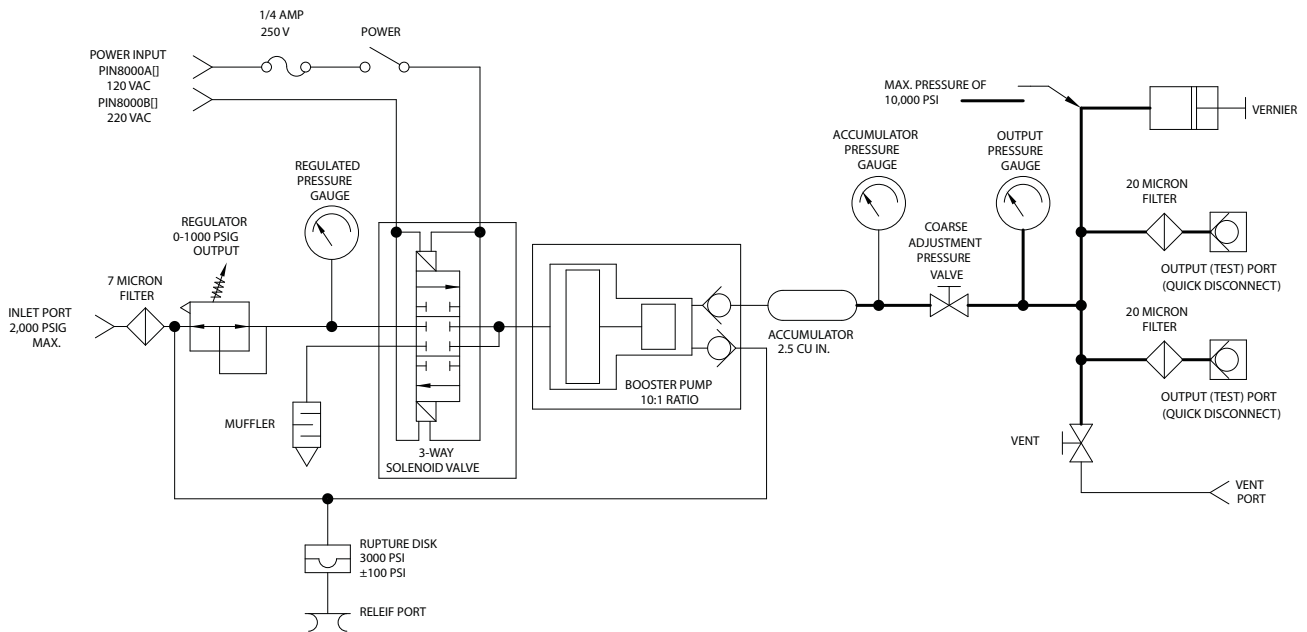 1/4 AMP
250 V
POWER
POWER INPUT
PIN8000A[]
120 VAC
PIN8000B[]
220 VAC
MAX. PRESSURE OF
10,000 PSI
VERNIER
ACCUMULATOR
PRESSURE
GAUGE
OUTPUT
PRESSURE
GAUGE
REGULATED
PRESSURE
GAUGE
20 MICRON
FILTER
REGULATOR
0-1000 PSIG
OUTPUT
COARSE
ADJUSTMENT
PRESSURE
VALVE
OUTPUT (TEST) PORT
(QUICK DISCONNECT)
7 MICRON
FILTER
INLET PORT
2,000 PSIG
MAX.
ACCUMULATOR
2.5 CU IN.
20 MICRON
FILTER
BOOSTER PUMP
10:1 RATIO
OUTPUT (TEST) PORT
(QUICK DISCONNECT)
MUFFLER
3-WAY
SOLENOID VALVE
VENT
VENT
PORT
RUPTURE DISK
3000 PSI
±100 PSI
RELEIF PORT